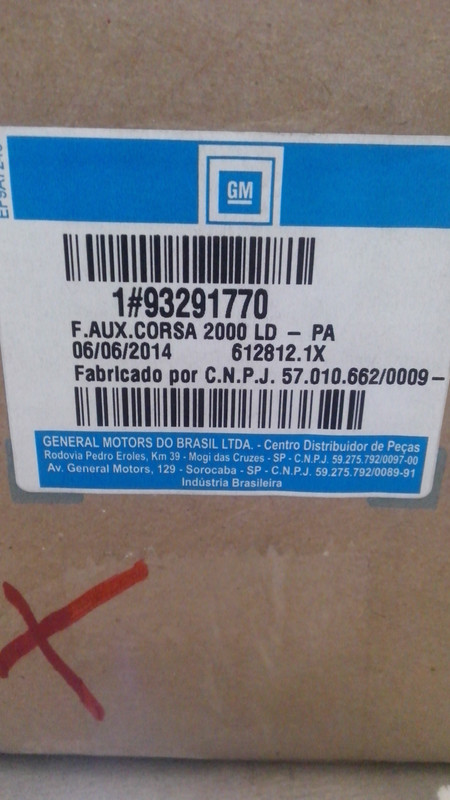 GM
1#93291770
F.AUX.CORSA 2000 LD - PA
06/06/2014 612812.1X
Fabricado por C.N.P.J. 57.010.662/0009-
GENERAL MOTORS DO BRASIL LTDA. - Centro Distribuidor de Peças
Rodovia Pedro Eroles, Km 39 - Mogi das Cruzes - SP - C.N.P.J. 59.275.792/0097-00
Av. General Motors, 129 - Sorocaba - SP - C.N.P.J. 59.275.792/0089-91
Indústria Brasileira